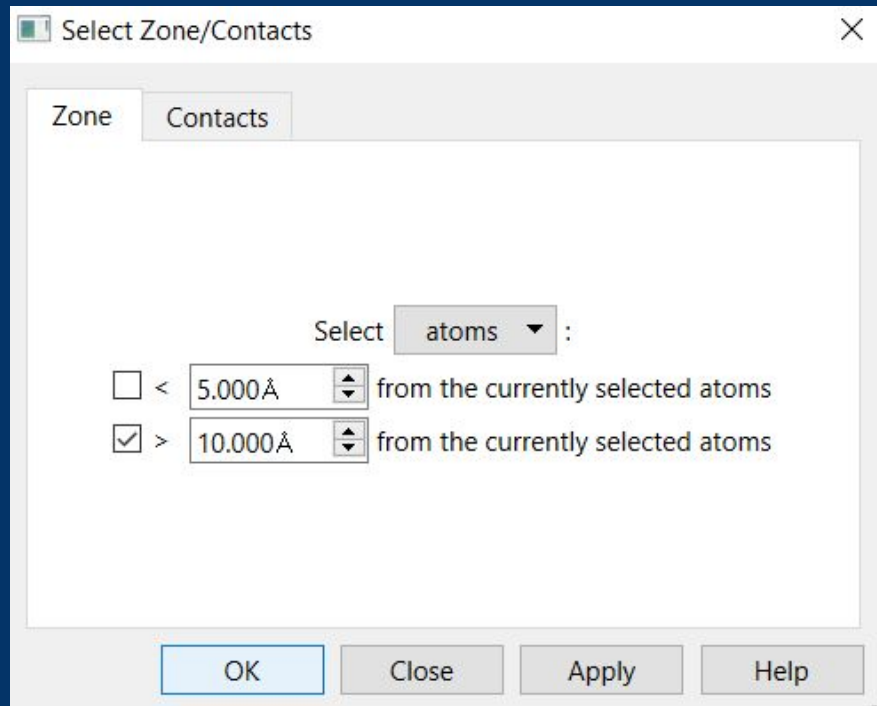 Select Zone/Contacts
Zone Contacts
Select atoms :
< 5.000Å from the currently selected atoms
> 10.000Å from the currently selected atoms
OK Close Apply Help